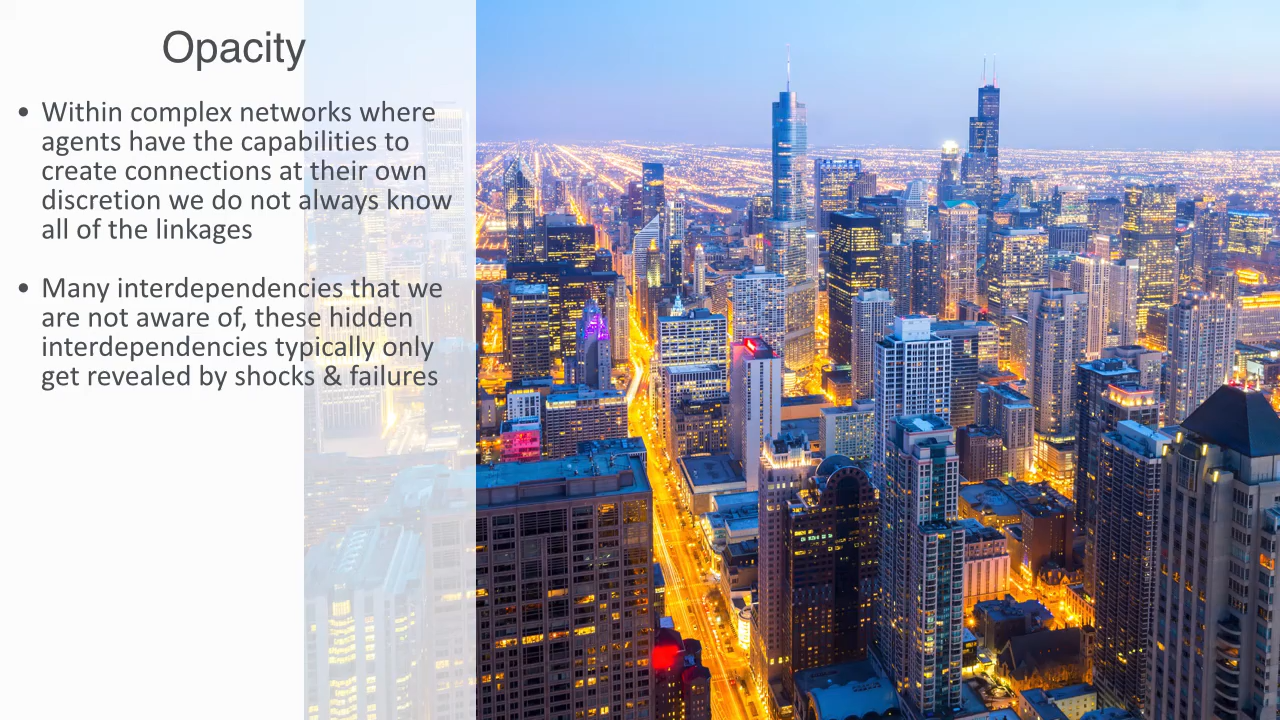 Opacity
• Within complex networks where
agents have the capabilities to
create connections at their own
discretion we do not always know
all of the linkages
• Many interdependencies that we
are not aware of, these hidden
interdependencies typically only
get revealed by shocks & failures